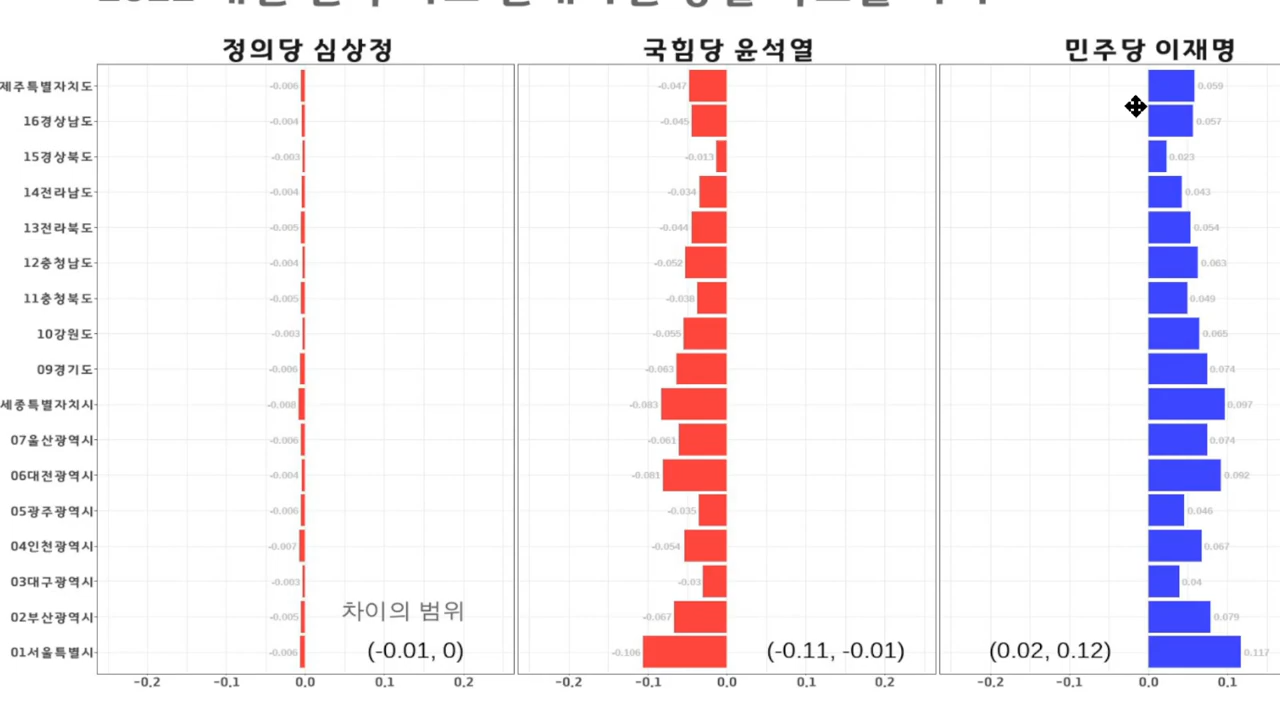 정의당 심상정 국힘당 윤석열 민주당 이재명
제주특별자치도 -0.006 -0.047 0.059
16경상남도 -0.004 -0.045 0.057
15경상북도 -0.003 -0.013 0.023
14전라남도 -0.004 -0.034 0.043
13전라북도 -0.005 -0.044 0.054
12충청남도 -0.004 -0.052 0.063
11충청북도 -0.005 -0.038 0.049
10강원도 -0.003 -0.055 0.065
09경기도 -0.006 -0.063 0.074
세종특별자치시 -0.008 -0.083 0.097
07울산광역시 -0.006 -0.061 0.074
06대전광역시 -0.004 -0.081 0.092
05광주광역시 -0.006 -0.035 0.046
04인천광역시 -0.007 -0.054 0.067
03대구광역시 -0.003 -0.03 0.04
차이의 범위
02부산광역시 -0.005 -0.067 0.079
01서울특별시 -0.006 (-0.01, 0) -0.106 (-0.11, -0.01) (0.02, 0.12) 0.117
-0.2 -0.1 0.0 0.1 0.2 -0.2 -0.1 0.0 0.1 0.2 -0.2 -0.1 0.0 0.1